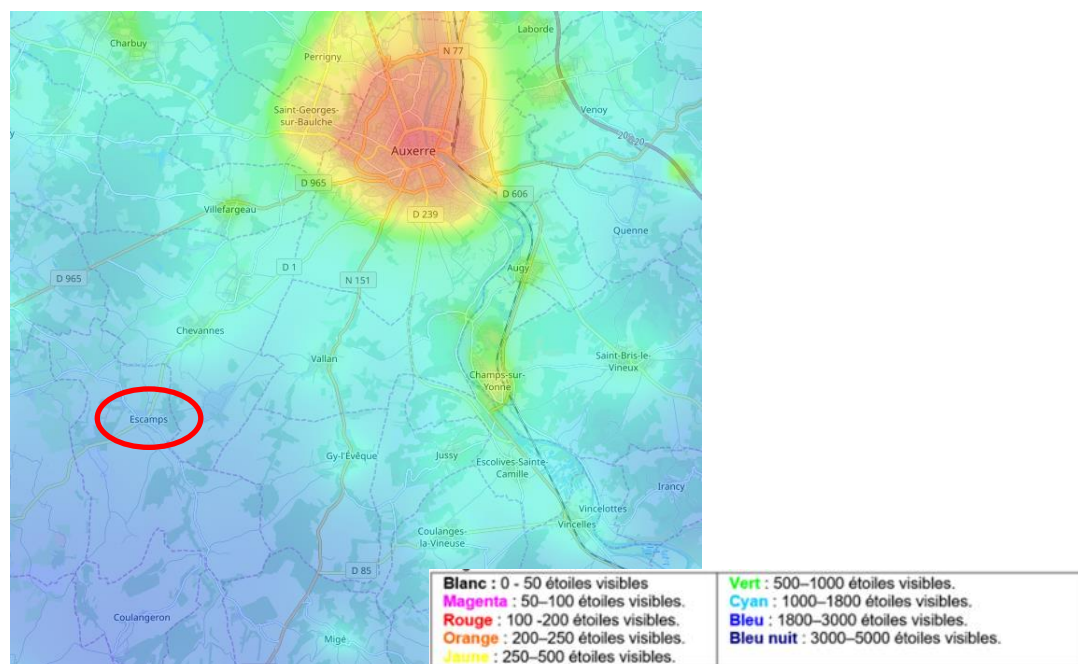 Charbuy
Laborde
N 77
Perrigny
Saint-Georges-
sur-Baulche
Venoy
Auxerre
D 965
D 606
Villefargeau
D 239
Quenne
D 1
Augy
D 965
N 151
Chevannes
Vallan
Saint-Bris-le-
Vineux
Champs-sur-
Yonne
Escamps
Gy-l'Évêque
Jussy
Escolives-Sainte-
Camille
Irancy
Vincelottes
Vincelles
Coulanges-
la-Vineuse
D 85
Coulangeron
Migé
Blanc : 0 - 50 étoiles visibles
Magenta : 50–100 étoiles visibles.
Rouge : 100 -200 étoiles visibles.
Orange : 200–250 étoiles visibles.
Jaune : 250–500 étoiles visibles.
Vert : 500–1000 étoiles visibles.
Cyan : 1000–1800 étoiles visibles.
Bleu : 1800–3000 étoiles visibles.
Bleu nuit : 3000–5000 étoiles visibles.